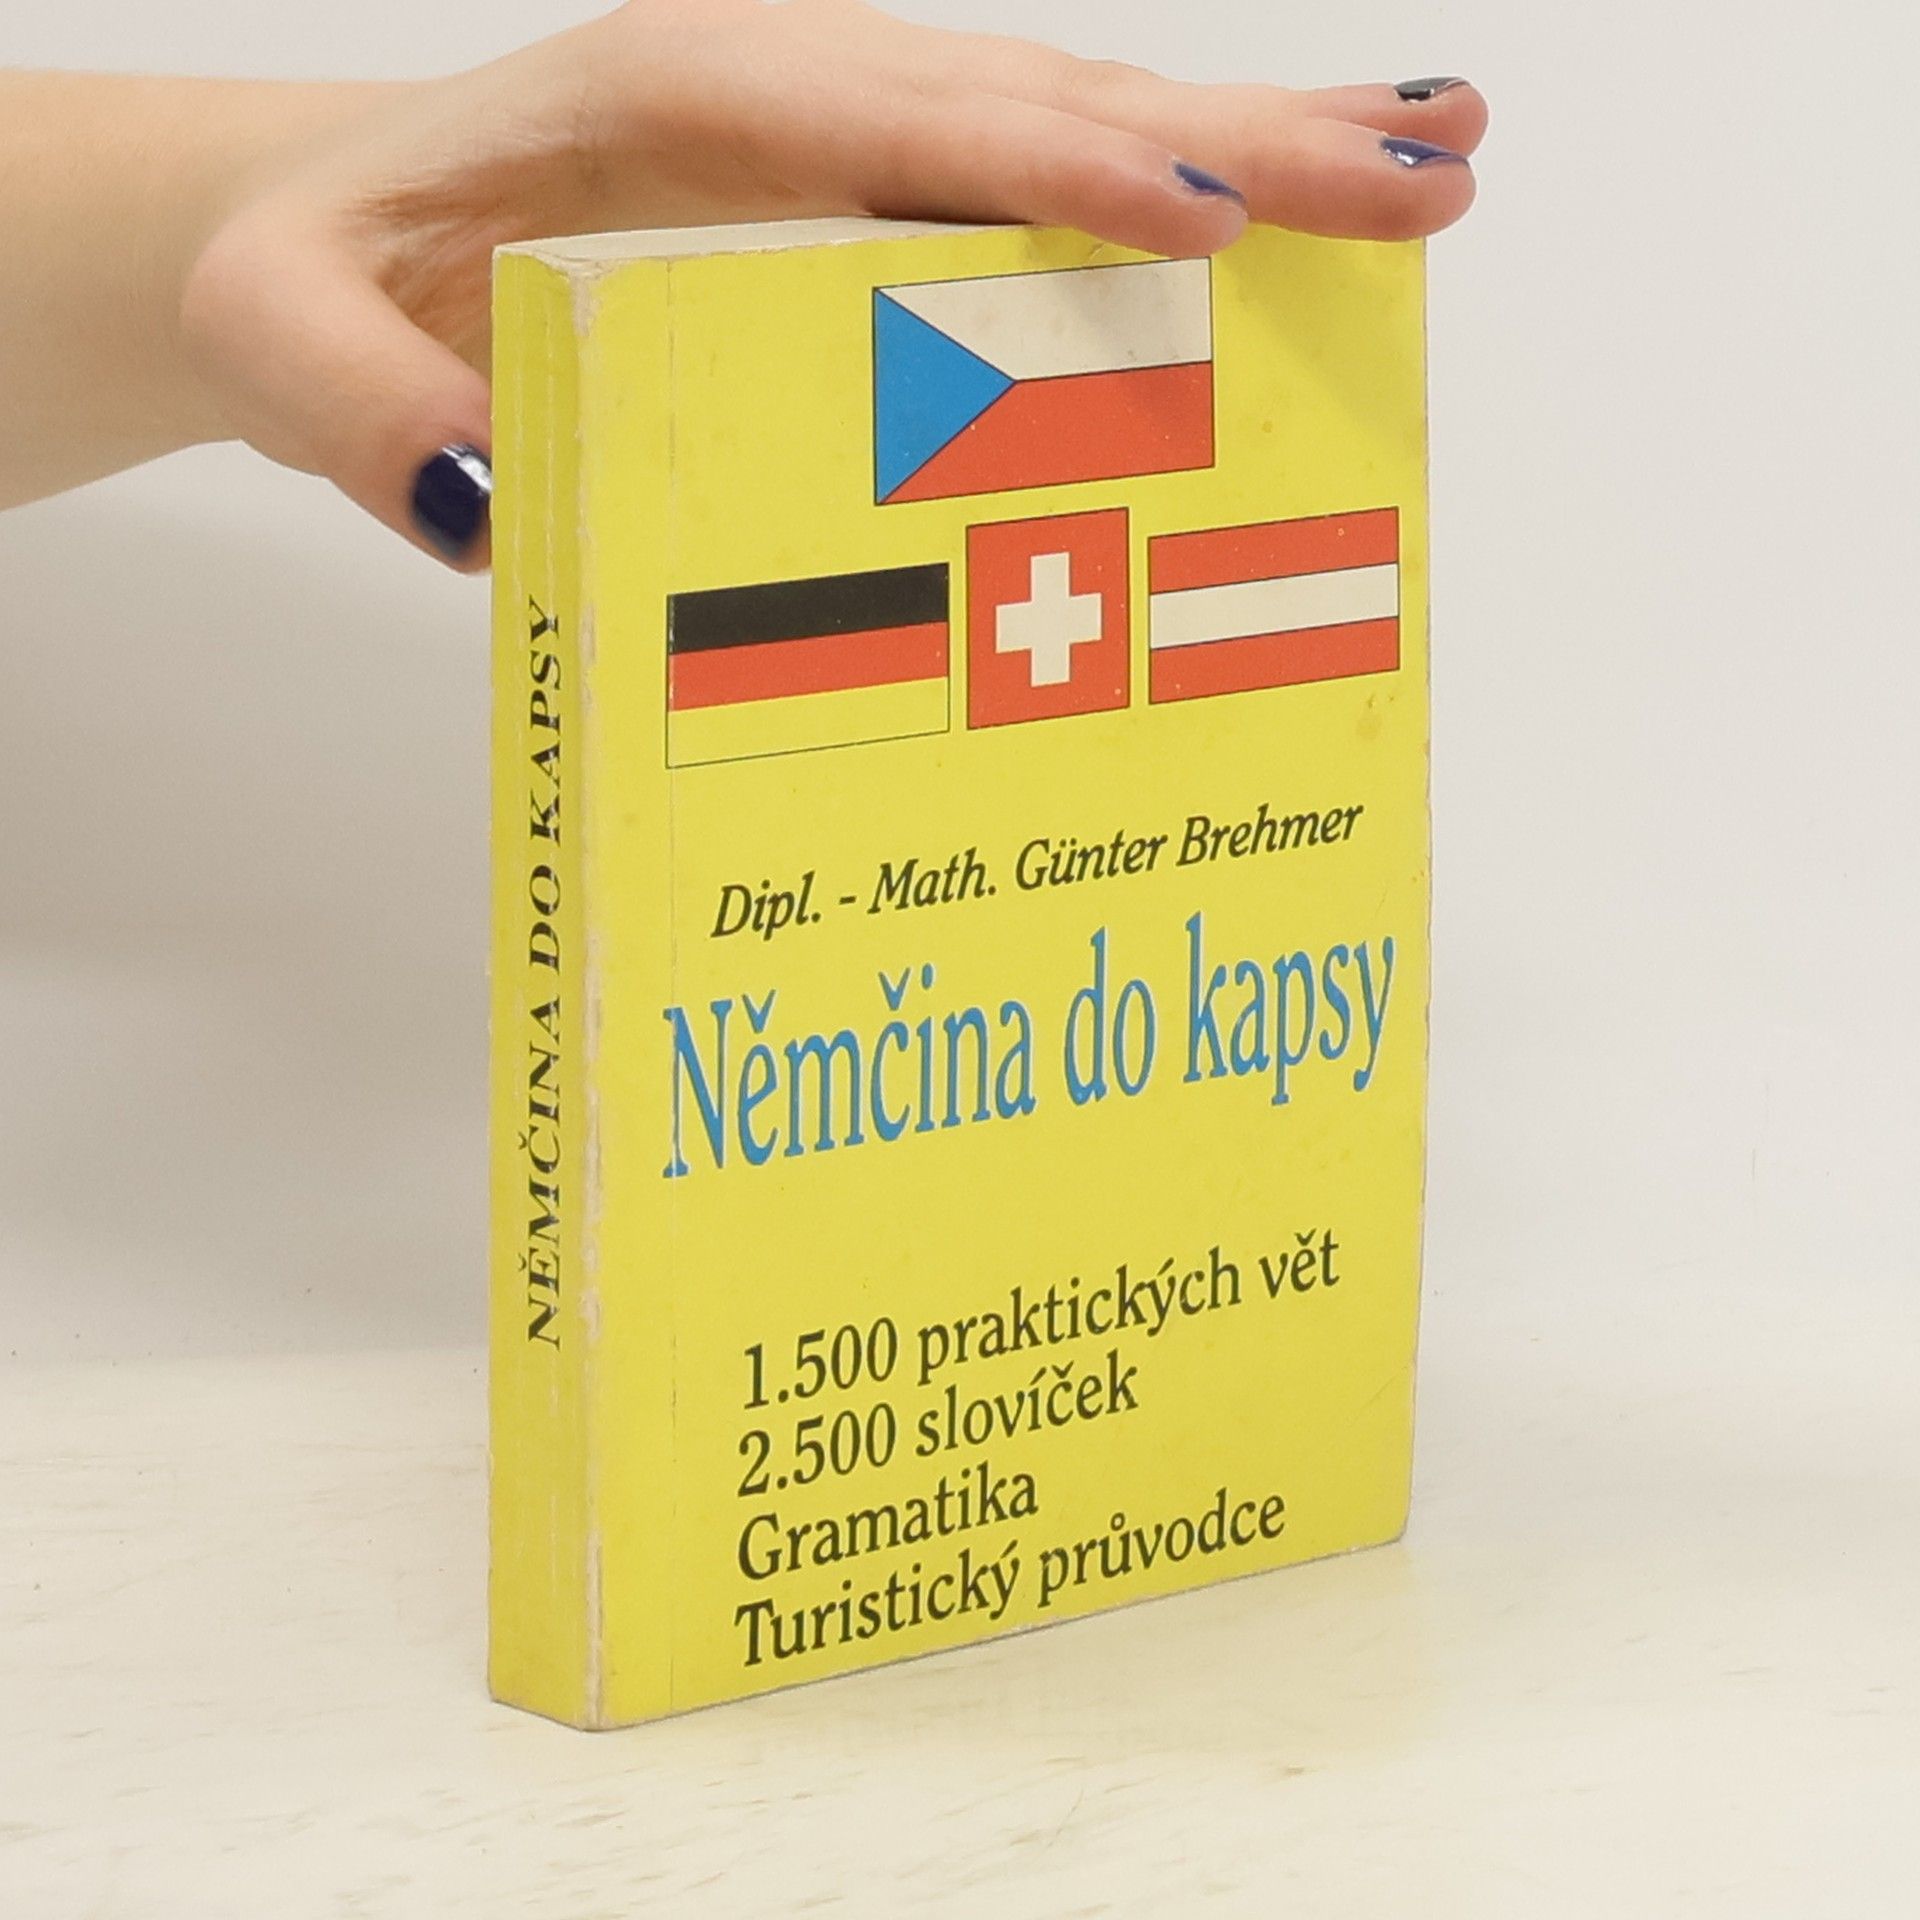 NĚMČINA DO KAPSY
Dipl. - Math. Günter Brehmer
Němčina do kapsy
1.500 praktických vět
2.500 slovíček
Gramatika
Turistický průvodce